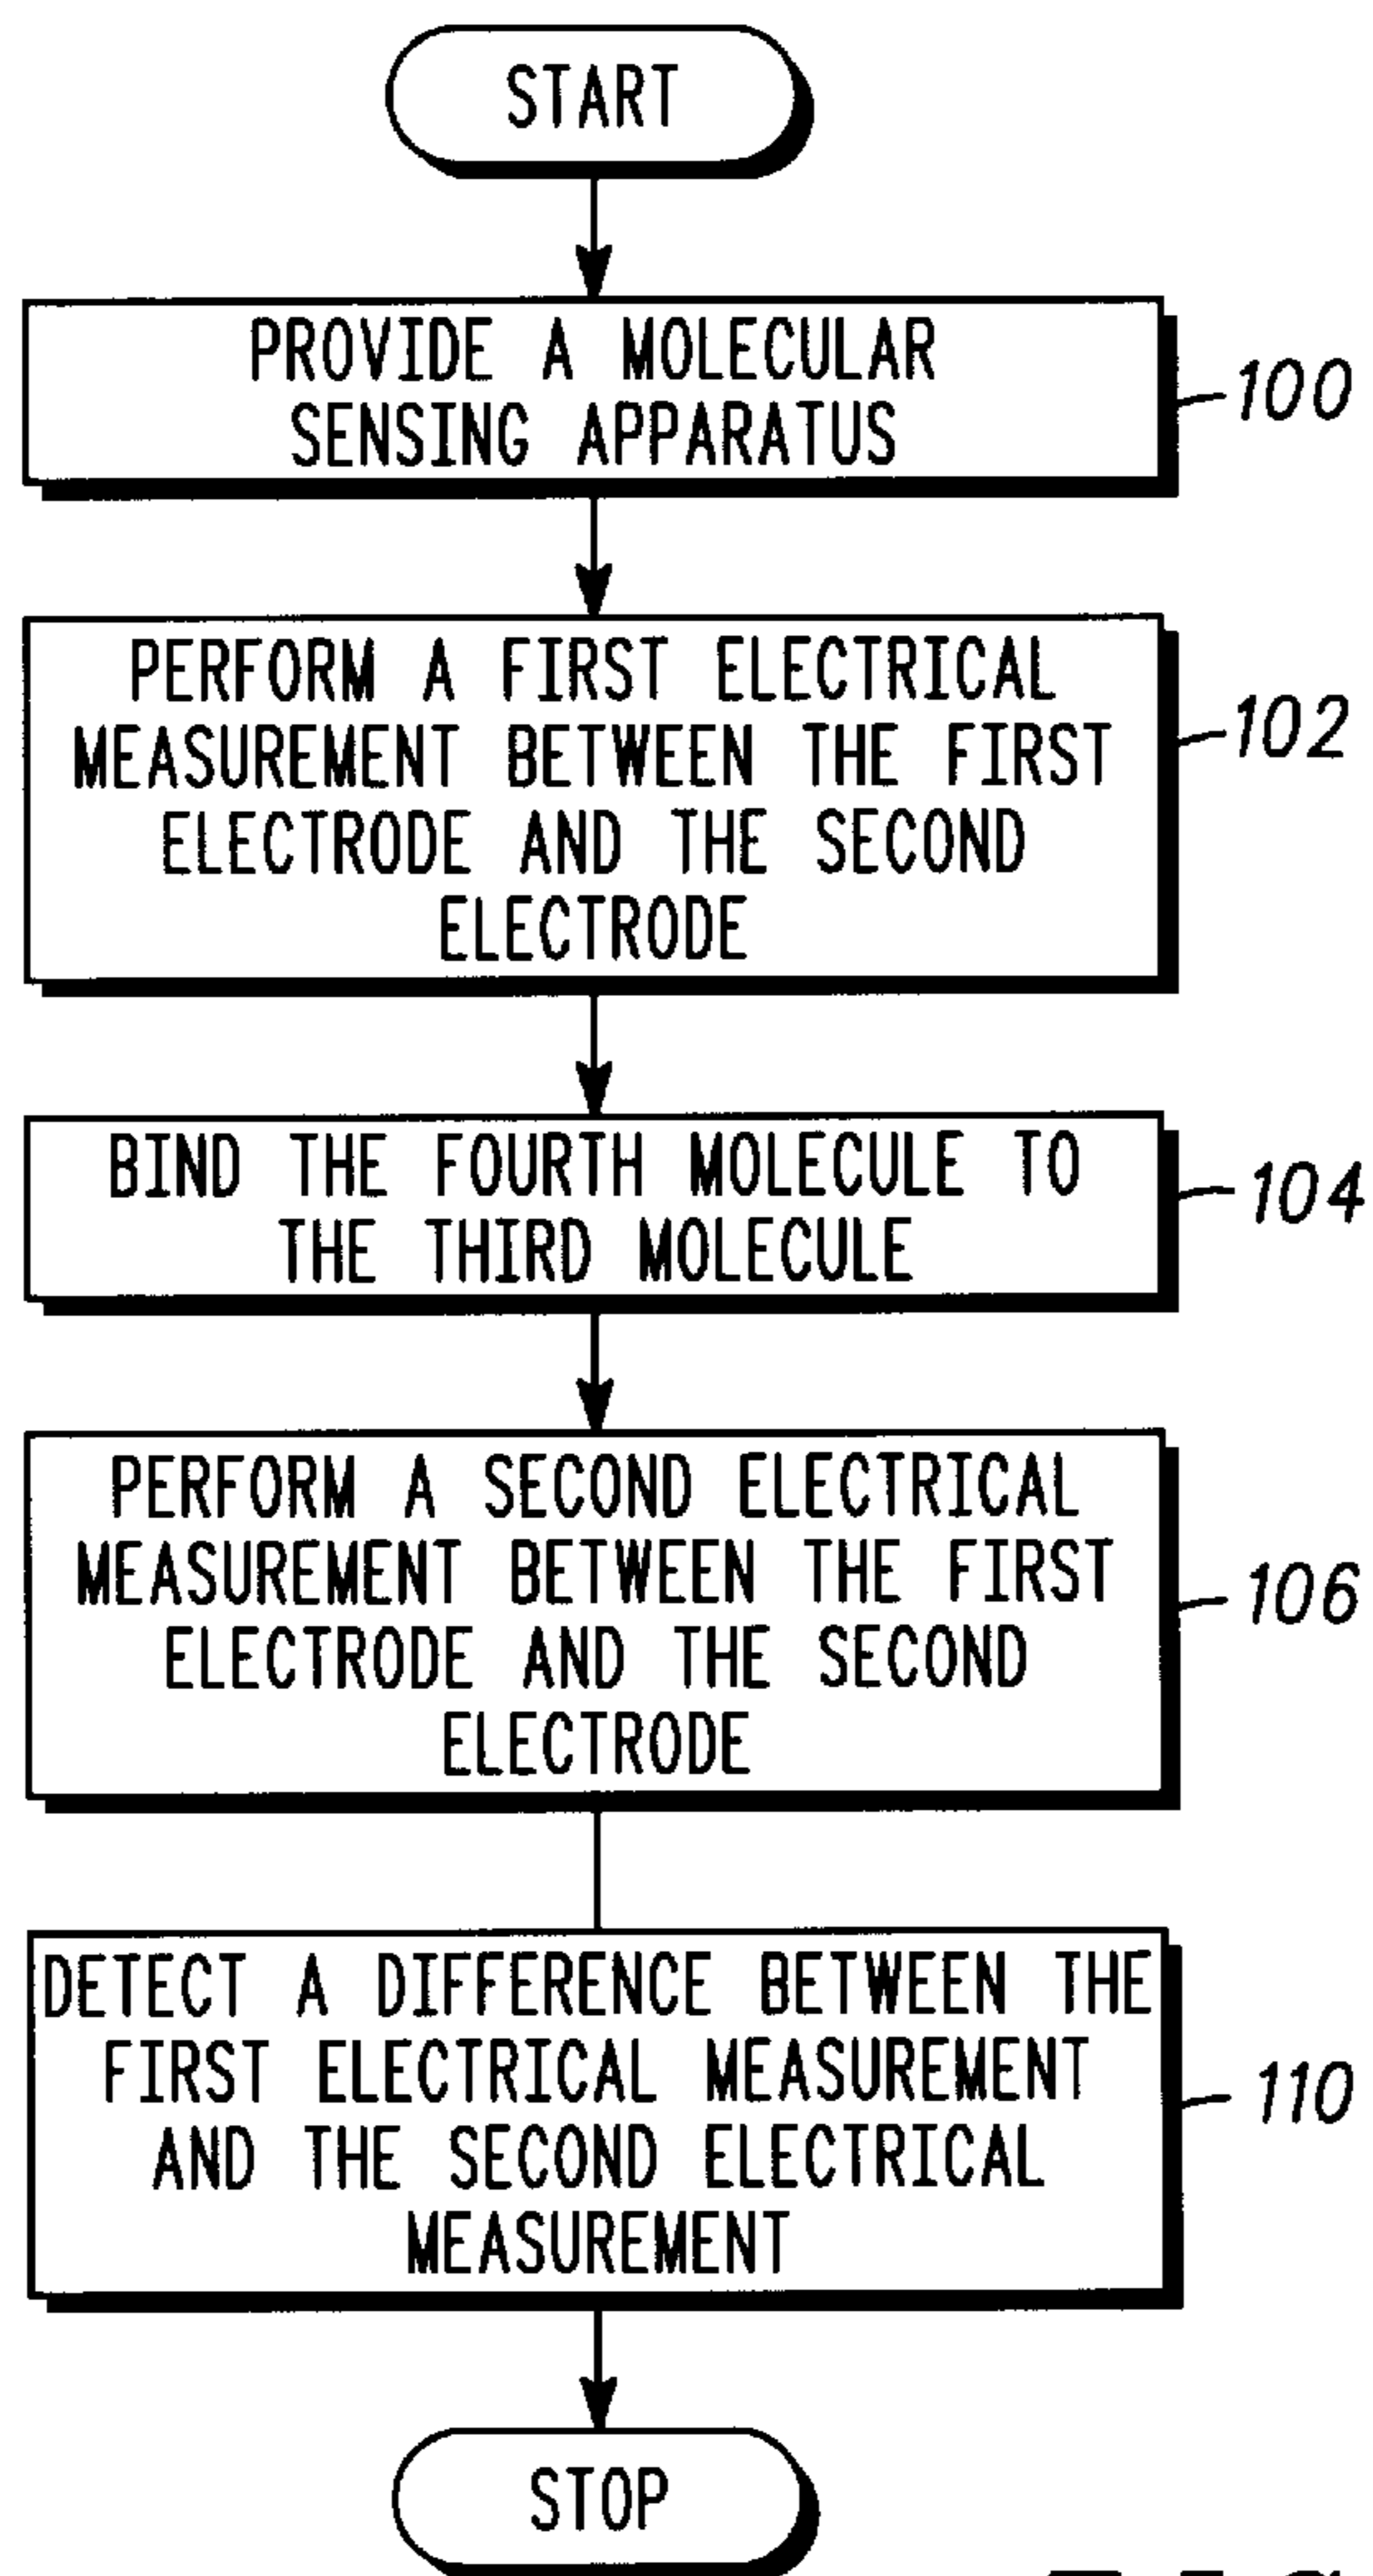 START
PROVIDE A MOLECULAR
SENSING APPARATUS
100
PERFORM A FIRST ELECTRICAL
MEASUREMENT BETWEEN THE FIRST
ELECTRODE AND THE SECOND
ELECTRODE
102
BIND THE FOURTH MOLECULE TO
THE THIRD MOLECULE
104
PERFORM A SECOND ELECTRICAL
MEASUREMENT BETWEEN THE FIRST
ELECTRODE AND THE SECOND
ELECTRODE
106
DETECT A DIFFERENCE BETWEEN THE
FIRST ELECTRICAL MEASUREMENT
AND THE SECOND ELECTRICAL
MEASUREMENT
110
STOP